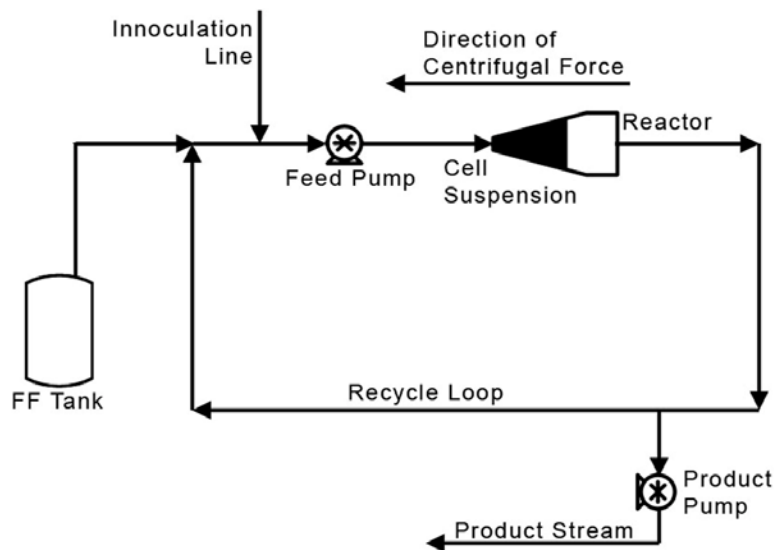 Innoculation
Line
Direction of
Centrifugal Force
Reactor
Feed Pump
Cell
Suspension
FF Tank
Recycle Loop
Product
Pump
Product Stream